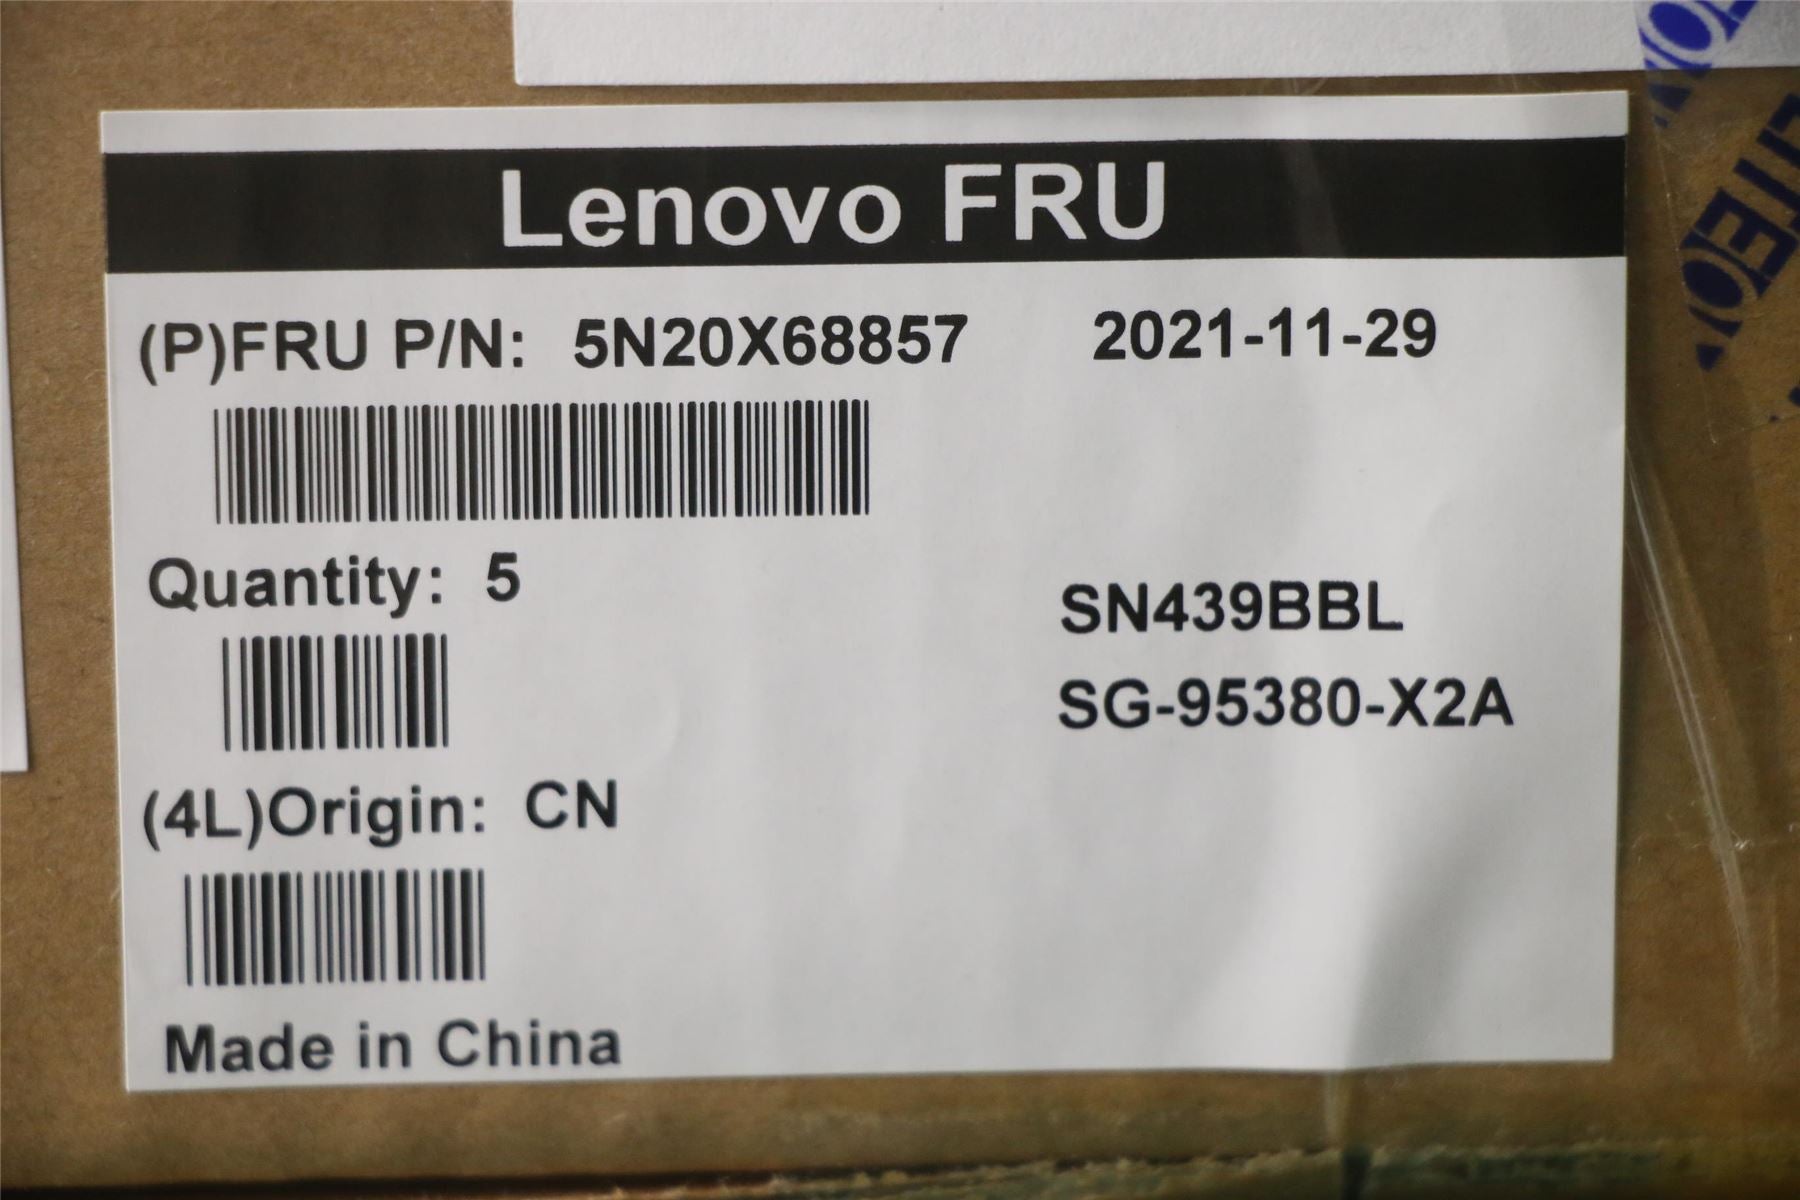 Lenovo FRU
(P)FRU P/N: 5N20X68857 2021-11-29
Quantity: 5
SN439BBL
SG-95380-X2A
(4L)Origin: CN
Made in China